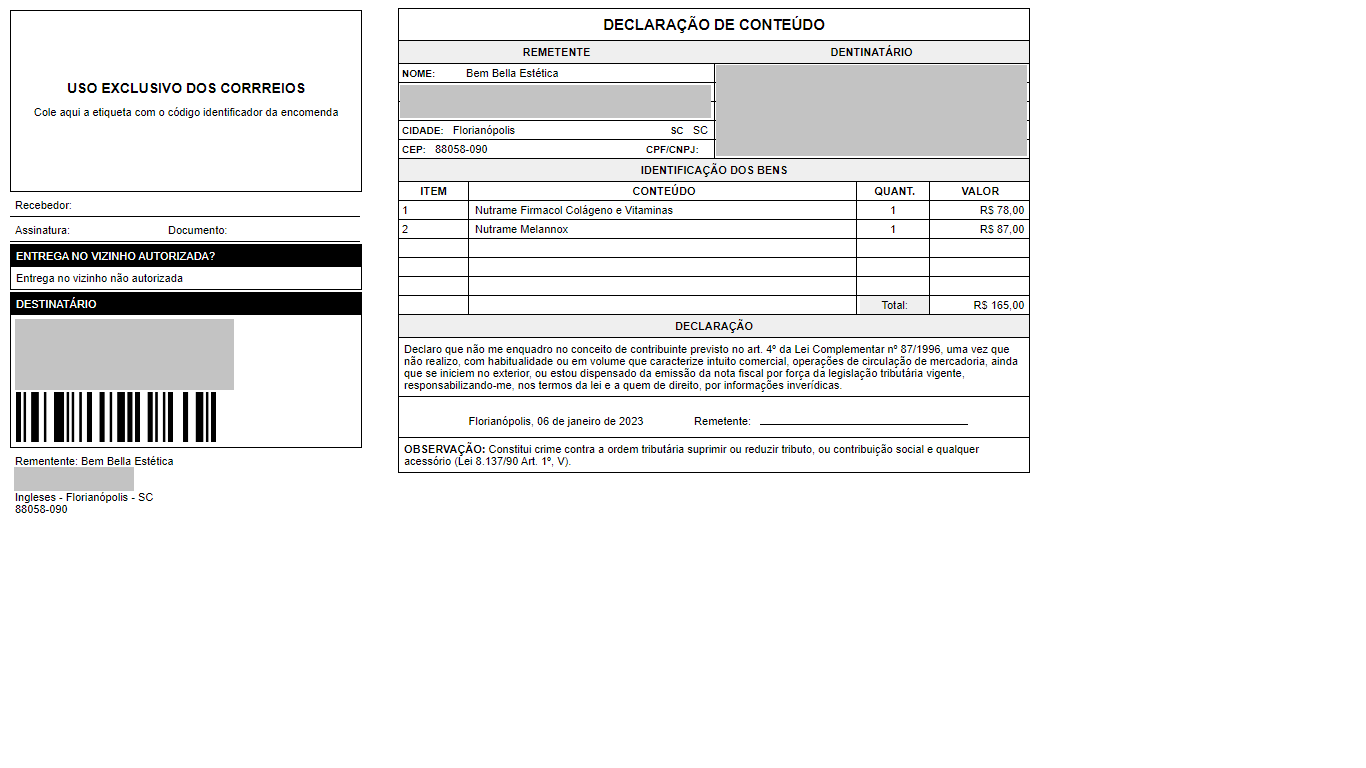 USO EXCLUSIVO DOS CORRREIOS
Cole aqui a etiqueta com o código identificador da encomenda
Recebedor:
Assinatura: Documento:
ENTREGA NO VIZINHO AUTORIZADA?
Entrega no vizinho não autorizada
DESTINATÁRIO
Rementente: Bem Bella Estética
Ingleses - Florianópolis - SC
88058-090
DECLARAÇÃO DE CONTEÚDO
REMETENTE DENTINATÁRIO
NOME: Bem Bella Estética
CIDADE: Florianópolis SC SC
CEP: 88058-090 CPF/CNPJ:
IDENTIFICAÇÃO DOS BENS
ITEM CONTEÚDO QUANT. VALOR
1 Nutrame Firmacol Colágeno e Vitaminas 1 R$ 78,00
2 Nutrame Melannox 1 R$ 87,00
Total: R$ 165,00
DECLARAÇÃO
Declaro que não me enquadro no conceito de contribuinte previsto no art. 4º da Lei Complementar nº 87/1996, uma vez que
não realizo, com habitualidade ou em volume que caracterize intuito comercial, operações de circulação de mercadoria, ainda
que se iniciem no exterior, ou estou dispensado da emissão da nota fiscal por força da legislação tributária vigente,
responsabilizando-me, nos termos da lei e a quem de direito, por informações inverídicas.
Florianópolis, 06 de janeiro de 2023 Remetente:
OBSERVAÇÃO: Constitui crime contra a ordem tributária suprimir ou reduzir tributo, ou contribuição social e qualquer
acessório (Lei 8.137/90 Art. 1º, V).